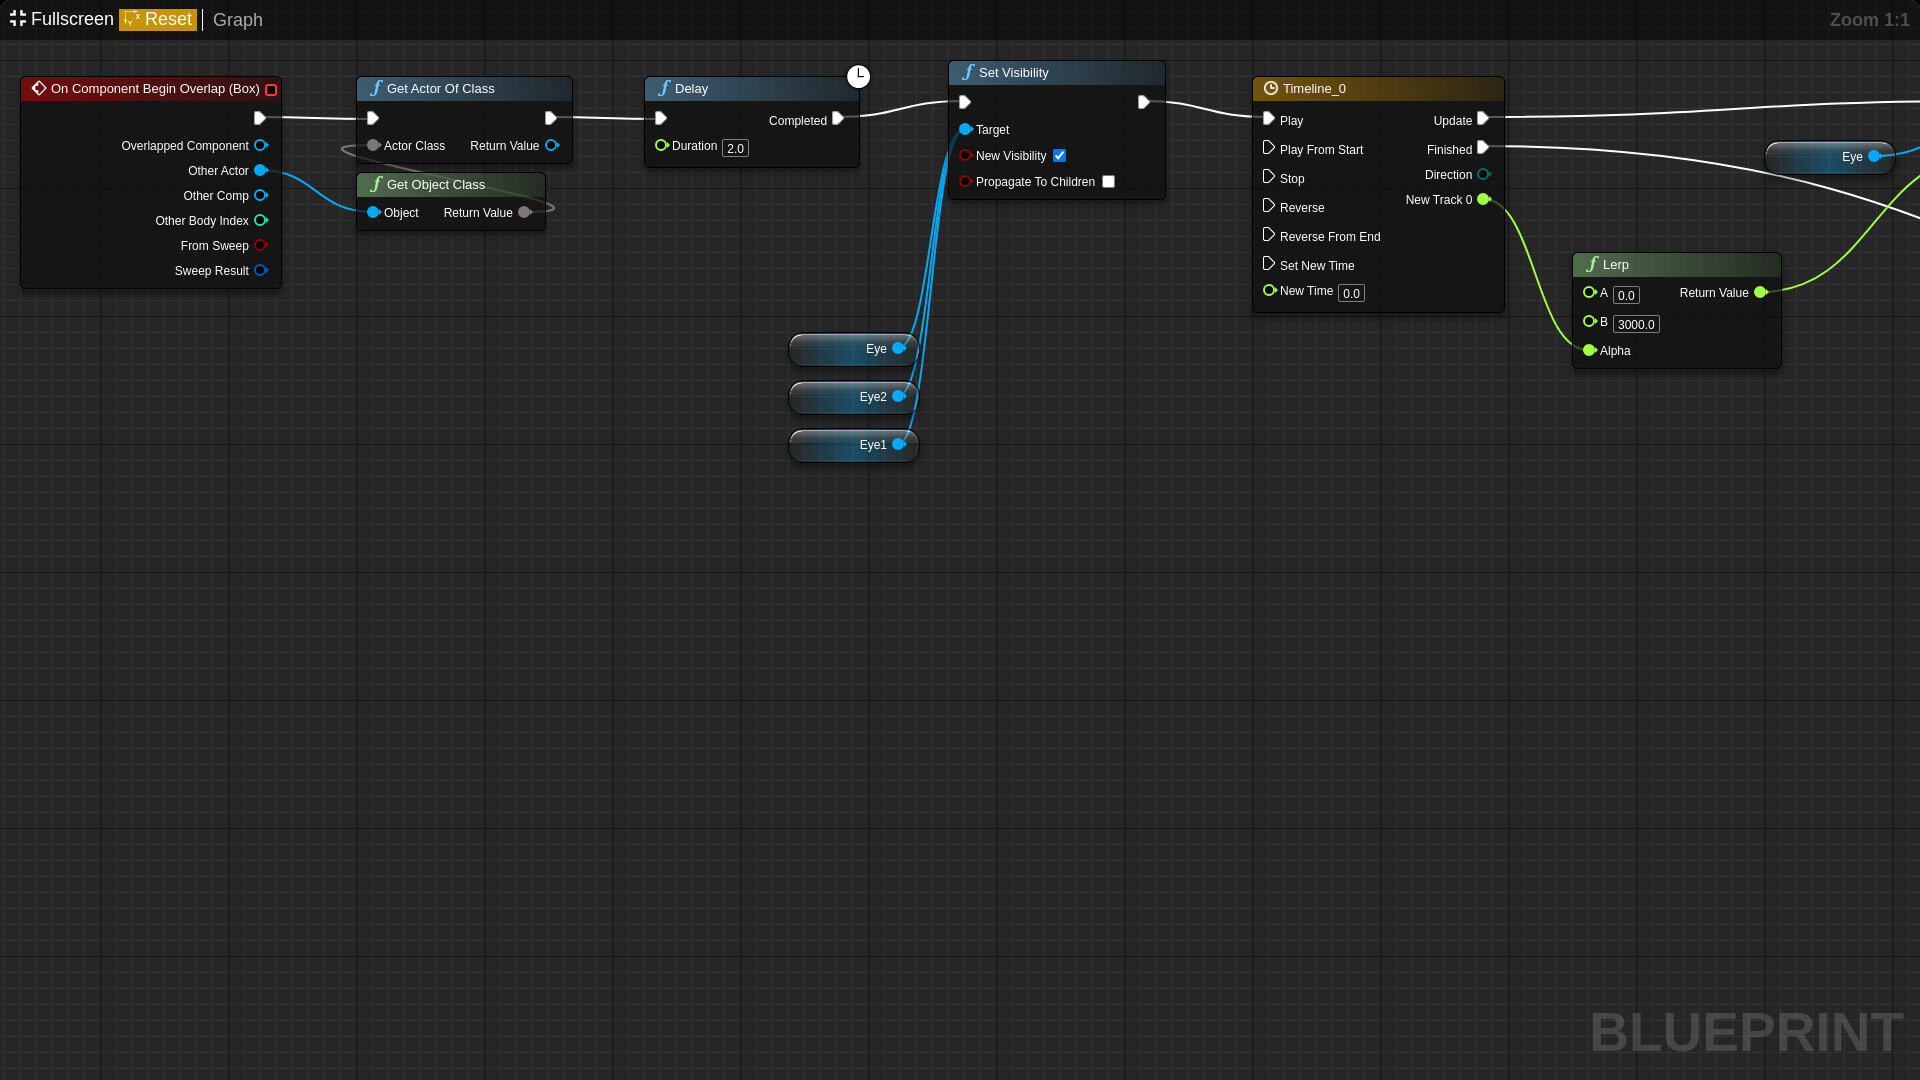 Fullscreen Reset Graph
Zoom 1:1
On Component Begin Overlap (Box)
Overlapped Component
Other Actor
Other Comp
Other Body Index
From Sweep
Sweep Result
Get Actor Of Class
Actor Class Return Value
Get Object Class
Object Return Value
Delay
Completed
Duration 2.0
Set Visibility
Target
New Visibility
Propagate To Children
Eye
Eye2
Eye1
Timeline_0
Play Update
Play From Start Finished
Stop Direction
Reverse New Track 0
Reverse From End
Set New Time
New Time 0.0
Lerp
A 0.0 Return Value
B 3000.0
Alpha
Eye
BLUEPRINT